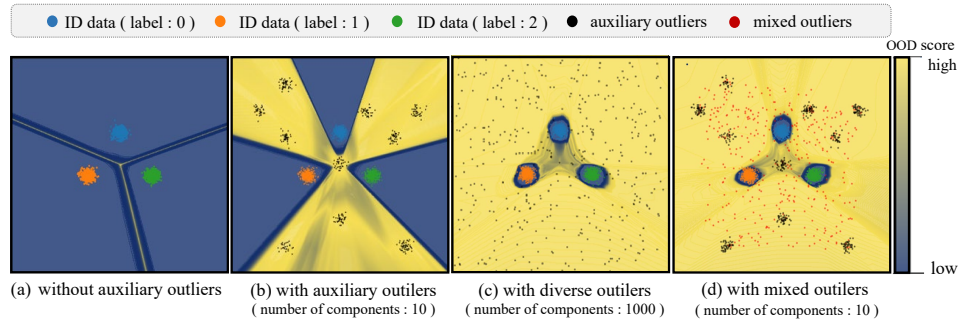 ID data ( label : 0 ) ID data ( label : 1 ) ID data ( label : 2 ) auxiliary outliers mixed outliers
OOD score
high
low
(a) without auxiliary outliers (b) with auxiliary outilers (c) with diverse outilers (d) with mixed outilers
( number of components : 10 ) ( number of components : 1000 ) ( number of components : 10 )